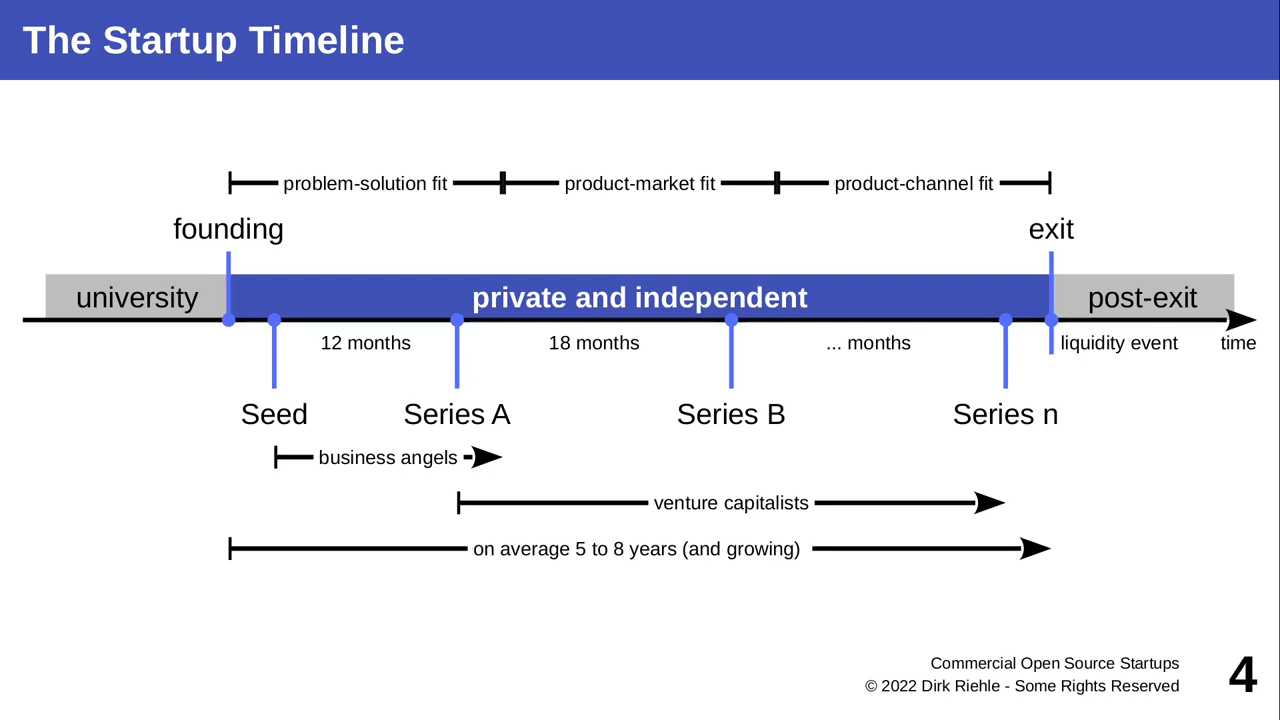 The Startup Timeline
problem-solution fit
product-market fit
product-channel fit
founding
exit
university
private and independent
post-exit
12 months
18 months
... months
liquidity event
time
Seed
Series A
Series B
Series n
business angels
venture capitalists
on average 5 to 8 years (and growing)
Commercial Open Source Startups
© 2022 Dirk Riehle - Some Rights Reserved
4